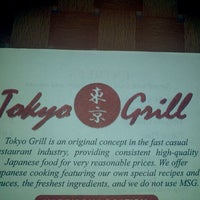 Tokyo 東京 Grill
Tokyo Grill is an original concept in the fast casual
restaurant industry, providing consistent high-quality
Japanese food for very reasonable prices. We offer
Japanese cooking featuring our own special recipes and
sauces, the freshest ingredients, and we do not use MSG.